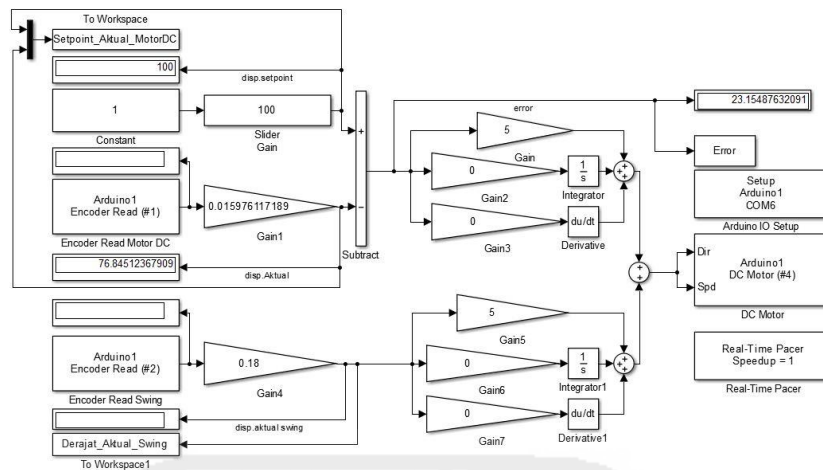 To Workspace
Setpoint_Aktual_MotorDC
100
disp.setpoint
1
Constant
100
Slider
Gain
Arduino1
Encoder Read (#1)
Encoder Read Motor DC
0.015976117189
Gain1
76.84512367909
disp.Aktual
+
−
Subtract
error
5
Gain
0
Gain2
1
s
Integrator
0
Gain3
du/dt
Derivative
+
+
+
+
+
23.15487632091
Error
Setup
Arduino1
COM6
Arduino IO Setup
Dir
Spd
Arduino1
DC Motor (#4)
DC Motor
Arduino1
Encoder Read (#2)
Encoder Read Swing
0.18
Gain4
disp.aktual swing
Derajat_Aktual_Swing
To Workspace1
5
Gain5
0
Gain6
1
s
Integrator1
0
Gain7
du/dt
Derivative1
+
+
+
Real-Time Pacer
Speedup = 1
Real-Time Pacer